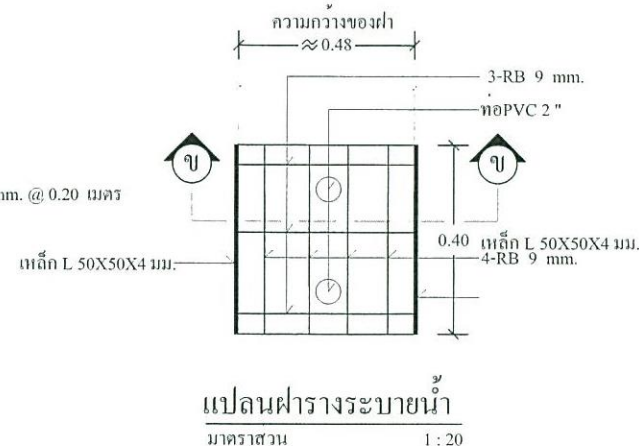 ความกว้างของฝา
≈ 0.48
3-RB 9 mm.
ท่อPVC 2 "
ข
ข
mm. @ 0.20 เมตร
0.40
เหล็ก L 50X50X4 มม.
เหล็ก L 50X50X4 มม.
4-RB 9 mm.
แปลนฝารางระบายน้ำ
มาตราส่วน 1 : 20